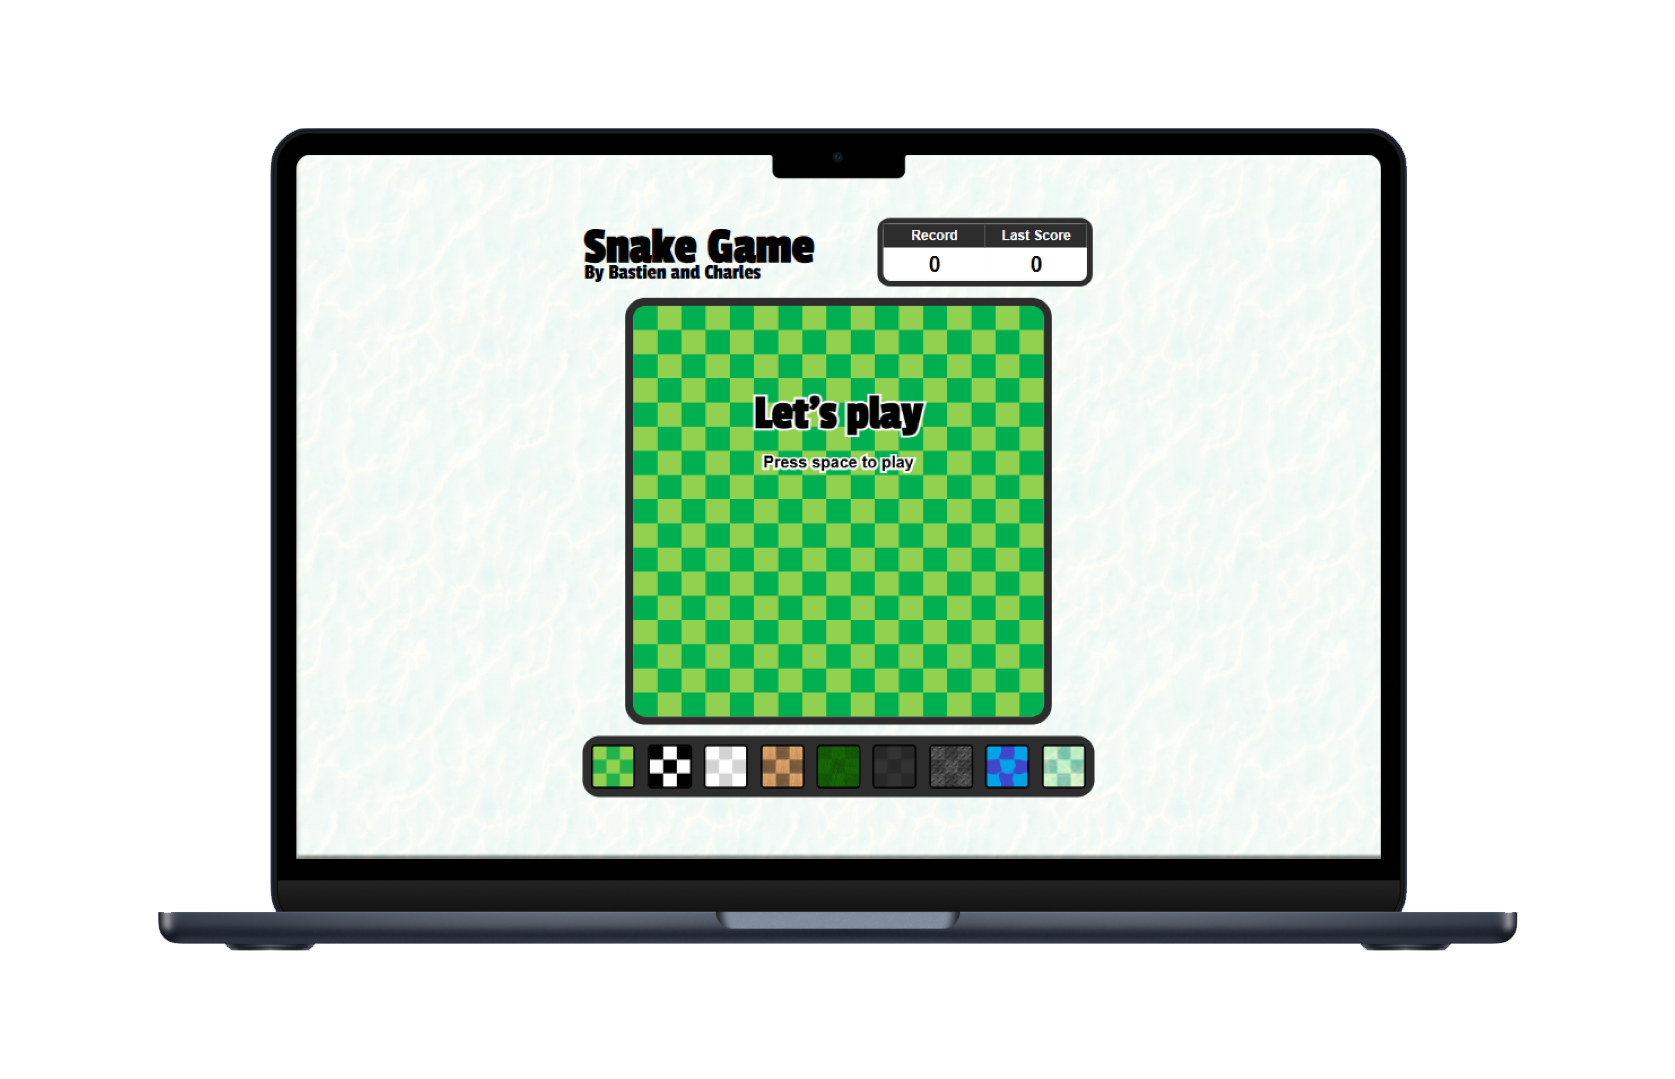 Snake Game
By Bastien and Charles
Record Last Score
0 0
Let's play
Press space to play